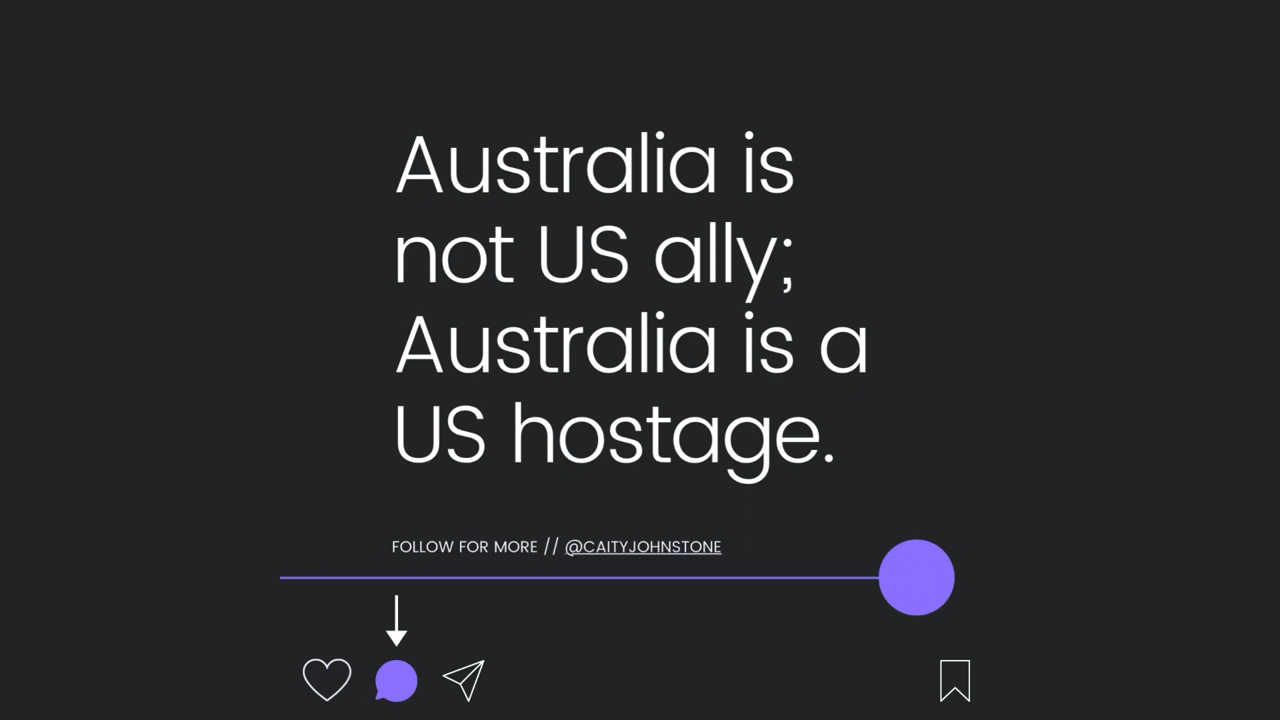 Australia is
not US ally;
Australia is a
US hostage.
FOLLOW FOR MORE // @CAITYJOHNSTONE